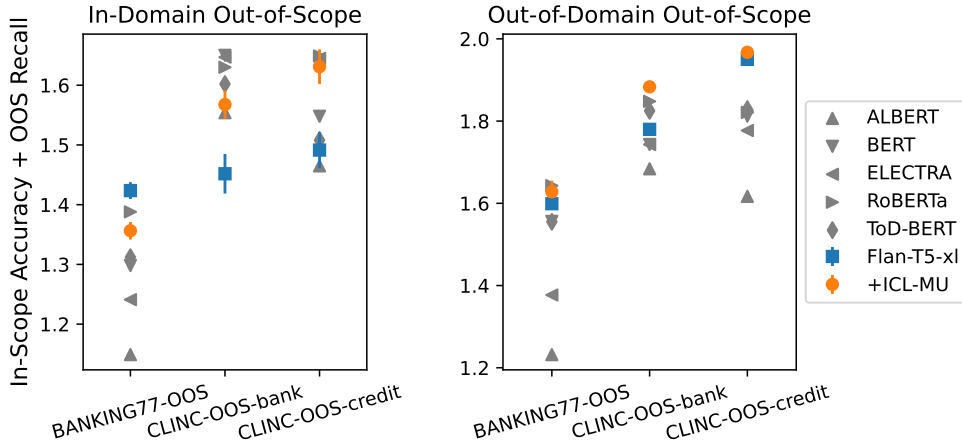 In-Domain Out-of-Scope
Out-of-Domain Out-of-Scope
In-Scope Accuracy + OOS Recall
1.6
1.5
1.4
1.3
1.2
BANKING77-OOS
CLINC-OOS-bank
CLINC-OOS-credit
2.0
1.8
1.6
1.4
1.2
BANKING77-OOS
CLINC-OOS-bank
CLINC-OOS-credit
ALBERT
BERT
ELECTRA
RoBERTa
ToD-BERT
Flan-T5-xl
+ICL-MU